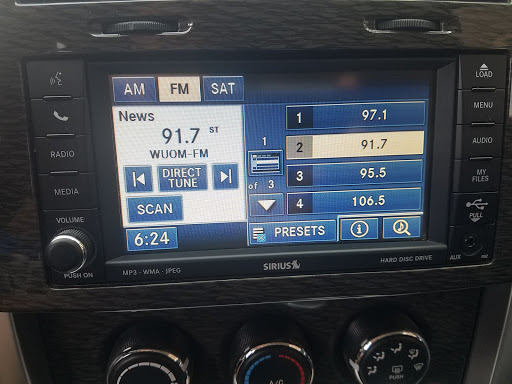 AM FM SAT
News
91.7 ST
WUOM-FM
DIRECT
TUNE
SCAN
6:24
1
of 3
1 97.1
2 91.7
3 95.5
4 106.5
PRESETS
RADIO
MEDIA
VOLUME
PUSH ON
LOAD
MENU
AUDIO
MY
FILES
PULL
AUX
MP3 · WMA · JPEG
SIRIUS
HARD DISC DRIVE
A/C
PUSH